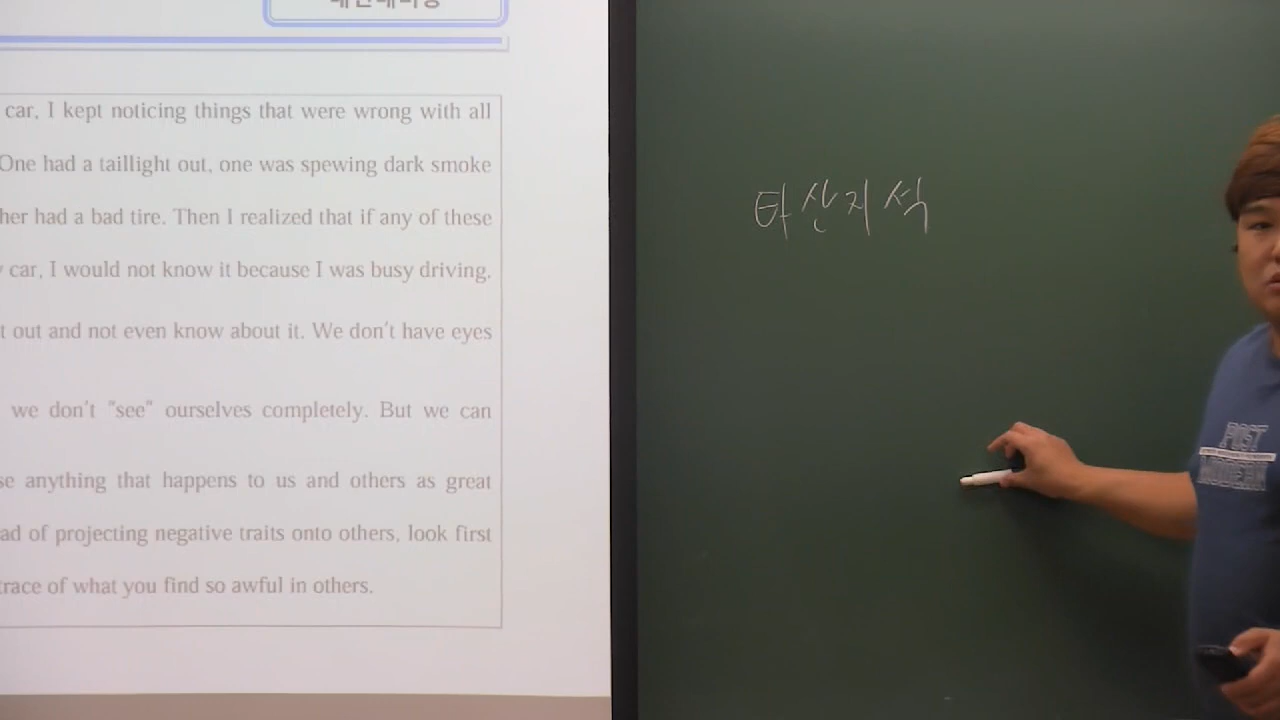 car, I kept noticing things that were wrong with all
One had a taillight out, one was spewing dark smoke
her had a bad tire. Then I realized that if any of these
car, I would not know it because I was busy driving.
t out and not even know about it. We don't have eyes
we don't "see" ourselves completely. But we can
se anything that happens to us and others as great
ad of projecting negative traits onto others, look first
trace of what you find so awful in others.
타산지석
POST
MODERN